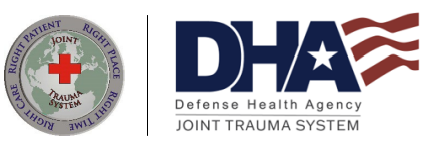 RIGHT PATIENT
RIGHT PLACE
RIGHT TIME
RIGHT CARE
JOINT
TRAUMA
SYSTEM
DHA
Defense Health Agency
JOINT TRAUMA SYSTEM